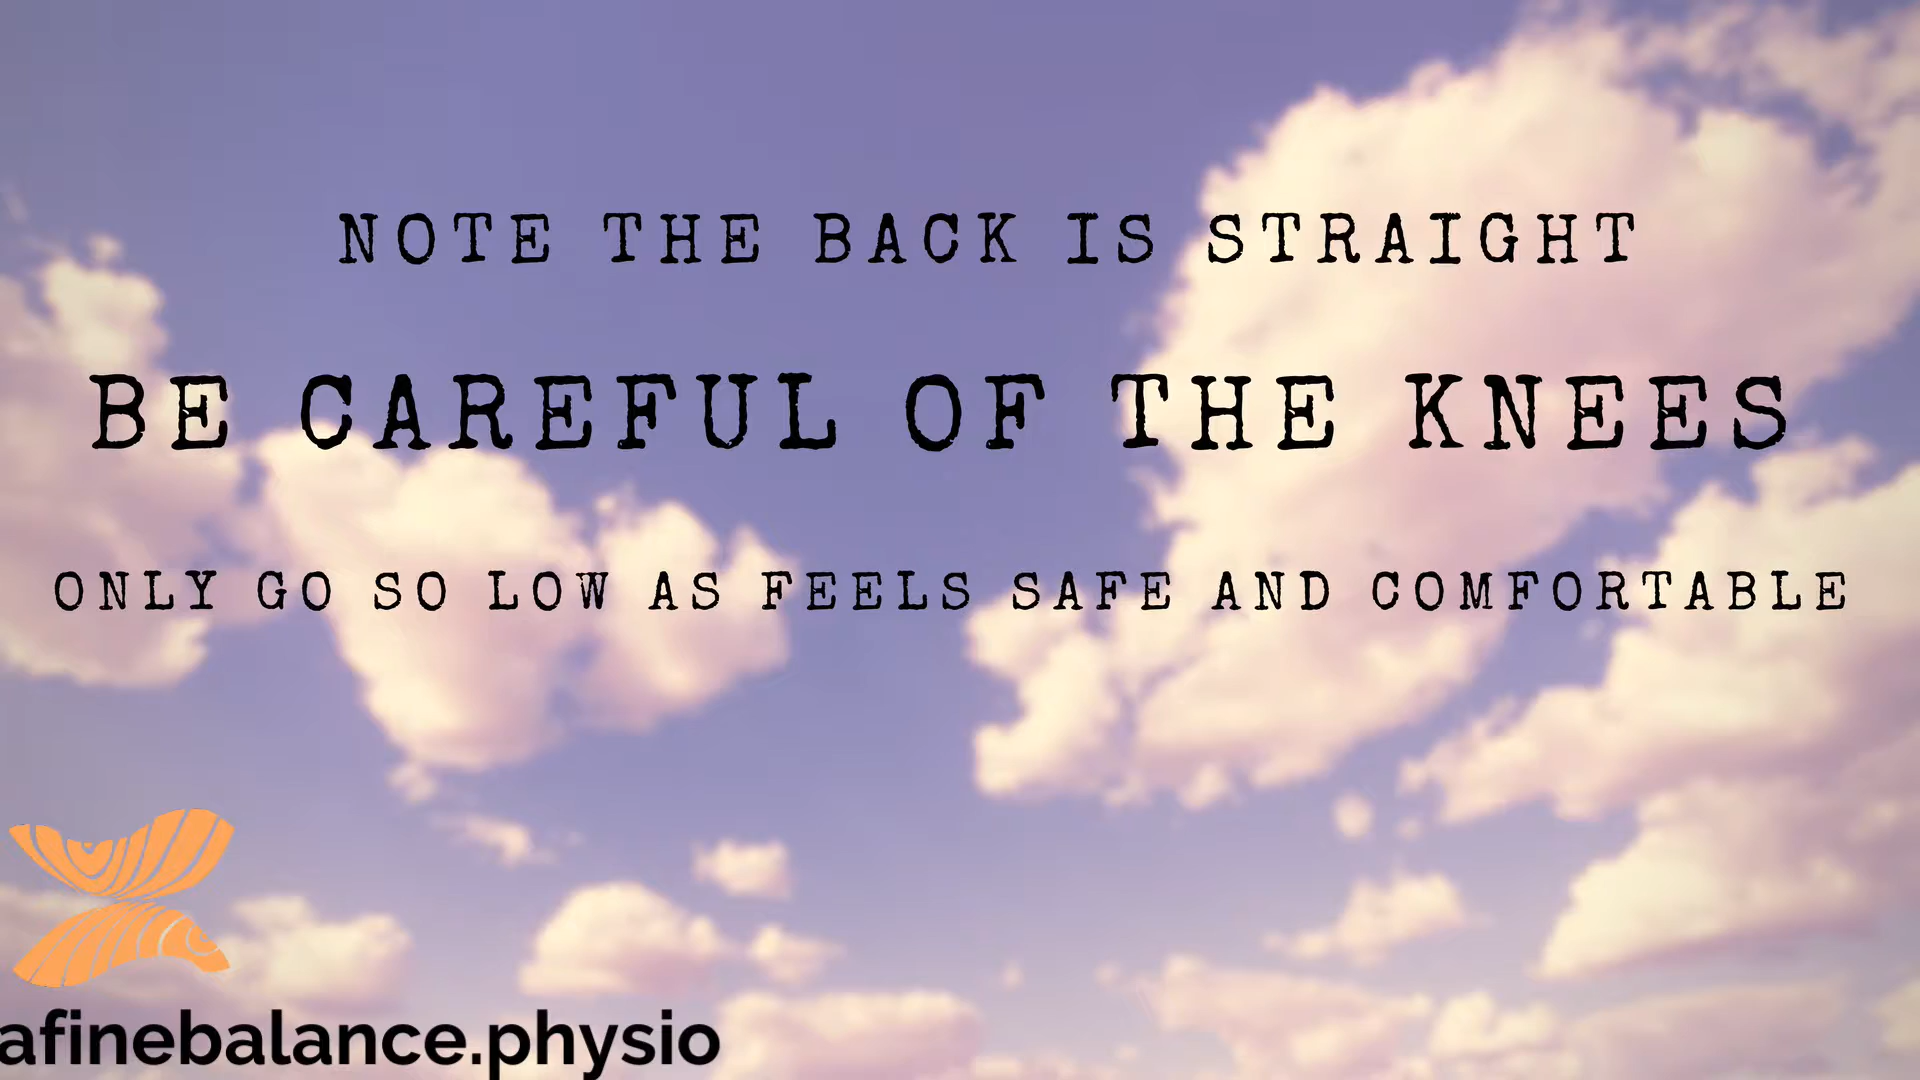 NOTE THE BACK IS STRAIGHT
BE CAREFUL OF THE KNEES
ONLY GO SO LOW AS FEELS SAFE AND COMFORTABLE
afinebalance.physio